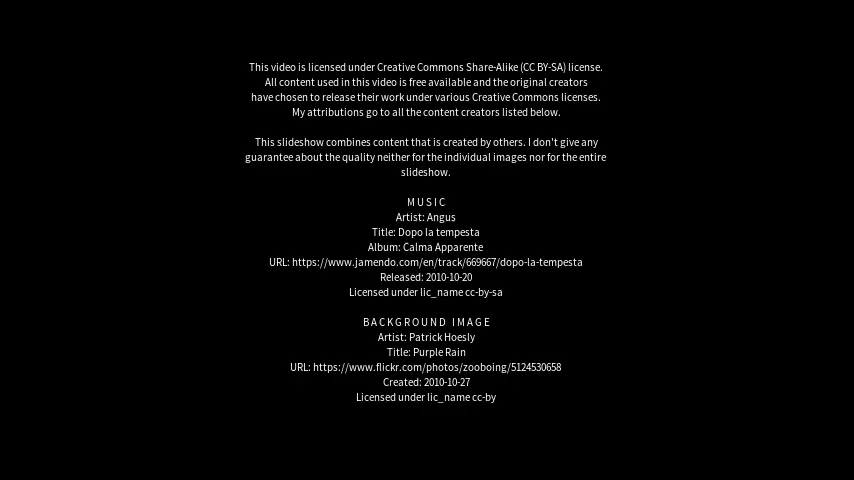 This video is licensed under Creative Commons Share-Alike (CC BY-SA) license.
All content used in this video is free available and the original creators
have chosen to release their work under various Creative Commons licenses.
My attributions go to all the content creators listed below.
This slideshow combines content that is created by others. I don't give any
guarantee about the quality neither for the individual images nor for the entire
slideshow.
MUSIC
Artist: Angus
Title: Dopo la tempesta
Album: Calma Apparente
URL: https://www.jamendo.com/en/track/669667/dopo-la-tempesta
Released: 2010-10-20
Licensed under lic_name cc-by-sa
BACKGROUND IMAGE
Artist: Patrick Hoesly
Title: Purple Rain
URL: https://www.flickr.com/photos/zooboing/5124530658
Created: 2010-10-27
Licensed under lic_name cc-by